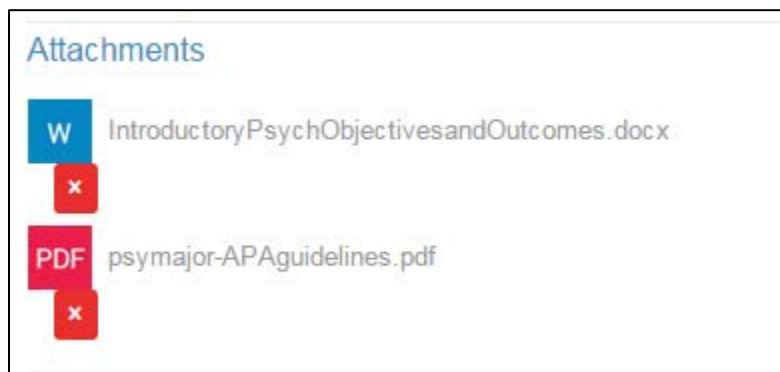 Attachments
W IntroductoryPsychObjectivesandOutcomes.docx
x
PDF psymajor-APAguidelines.pdf
x